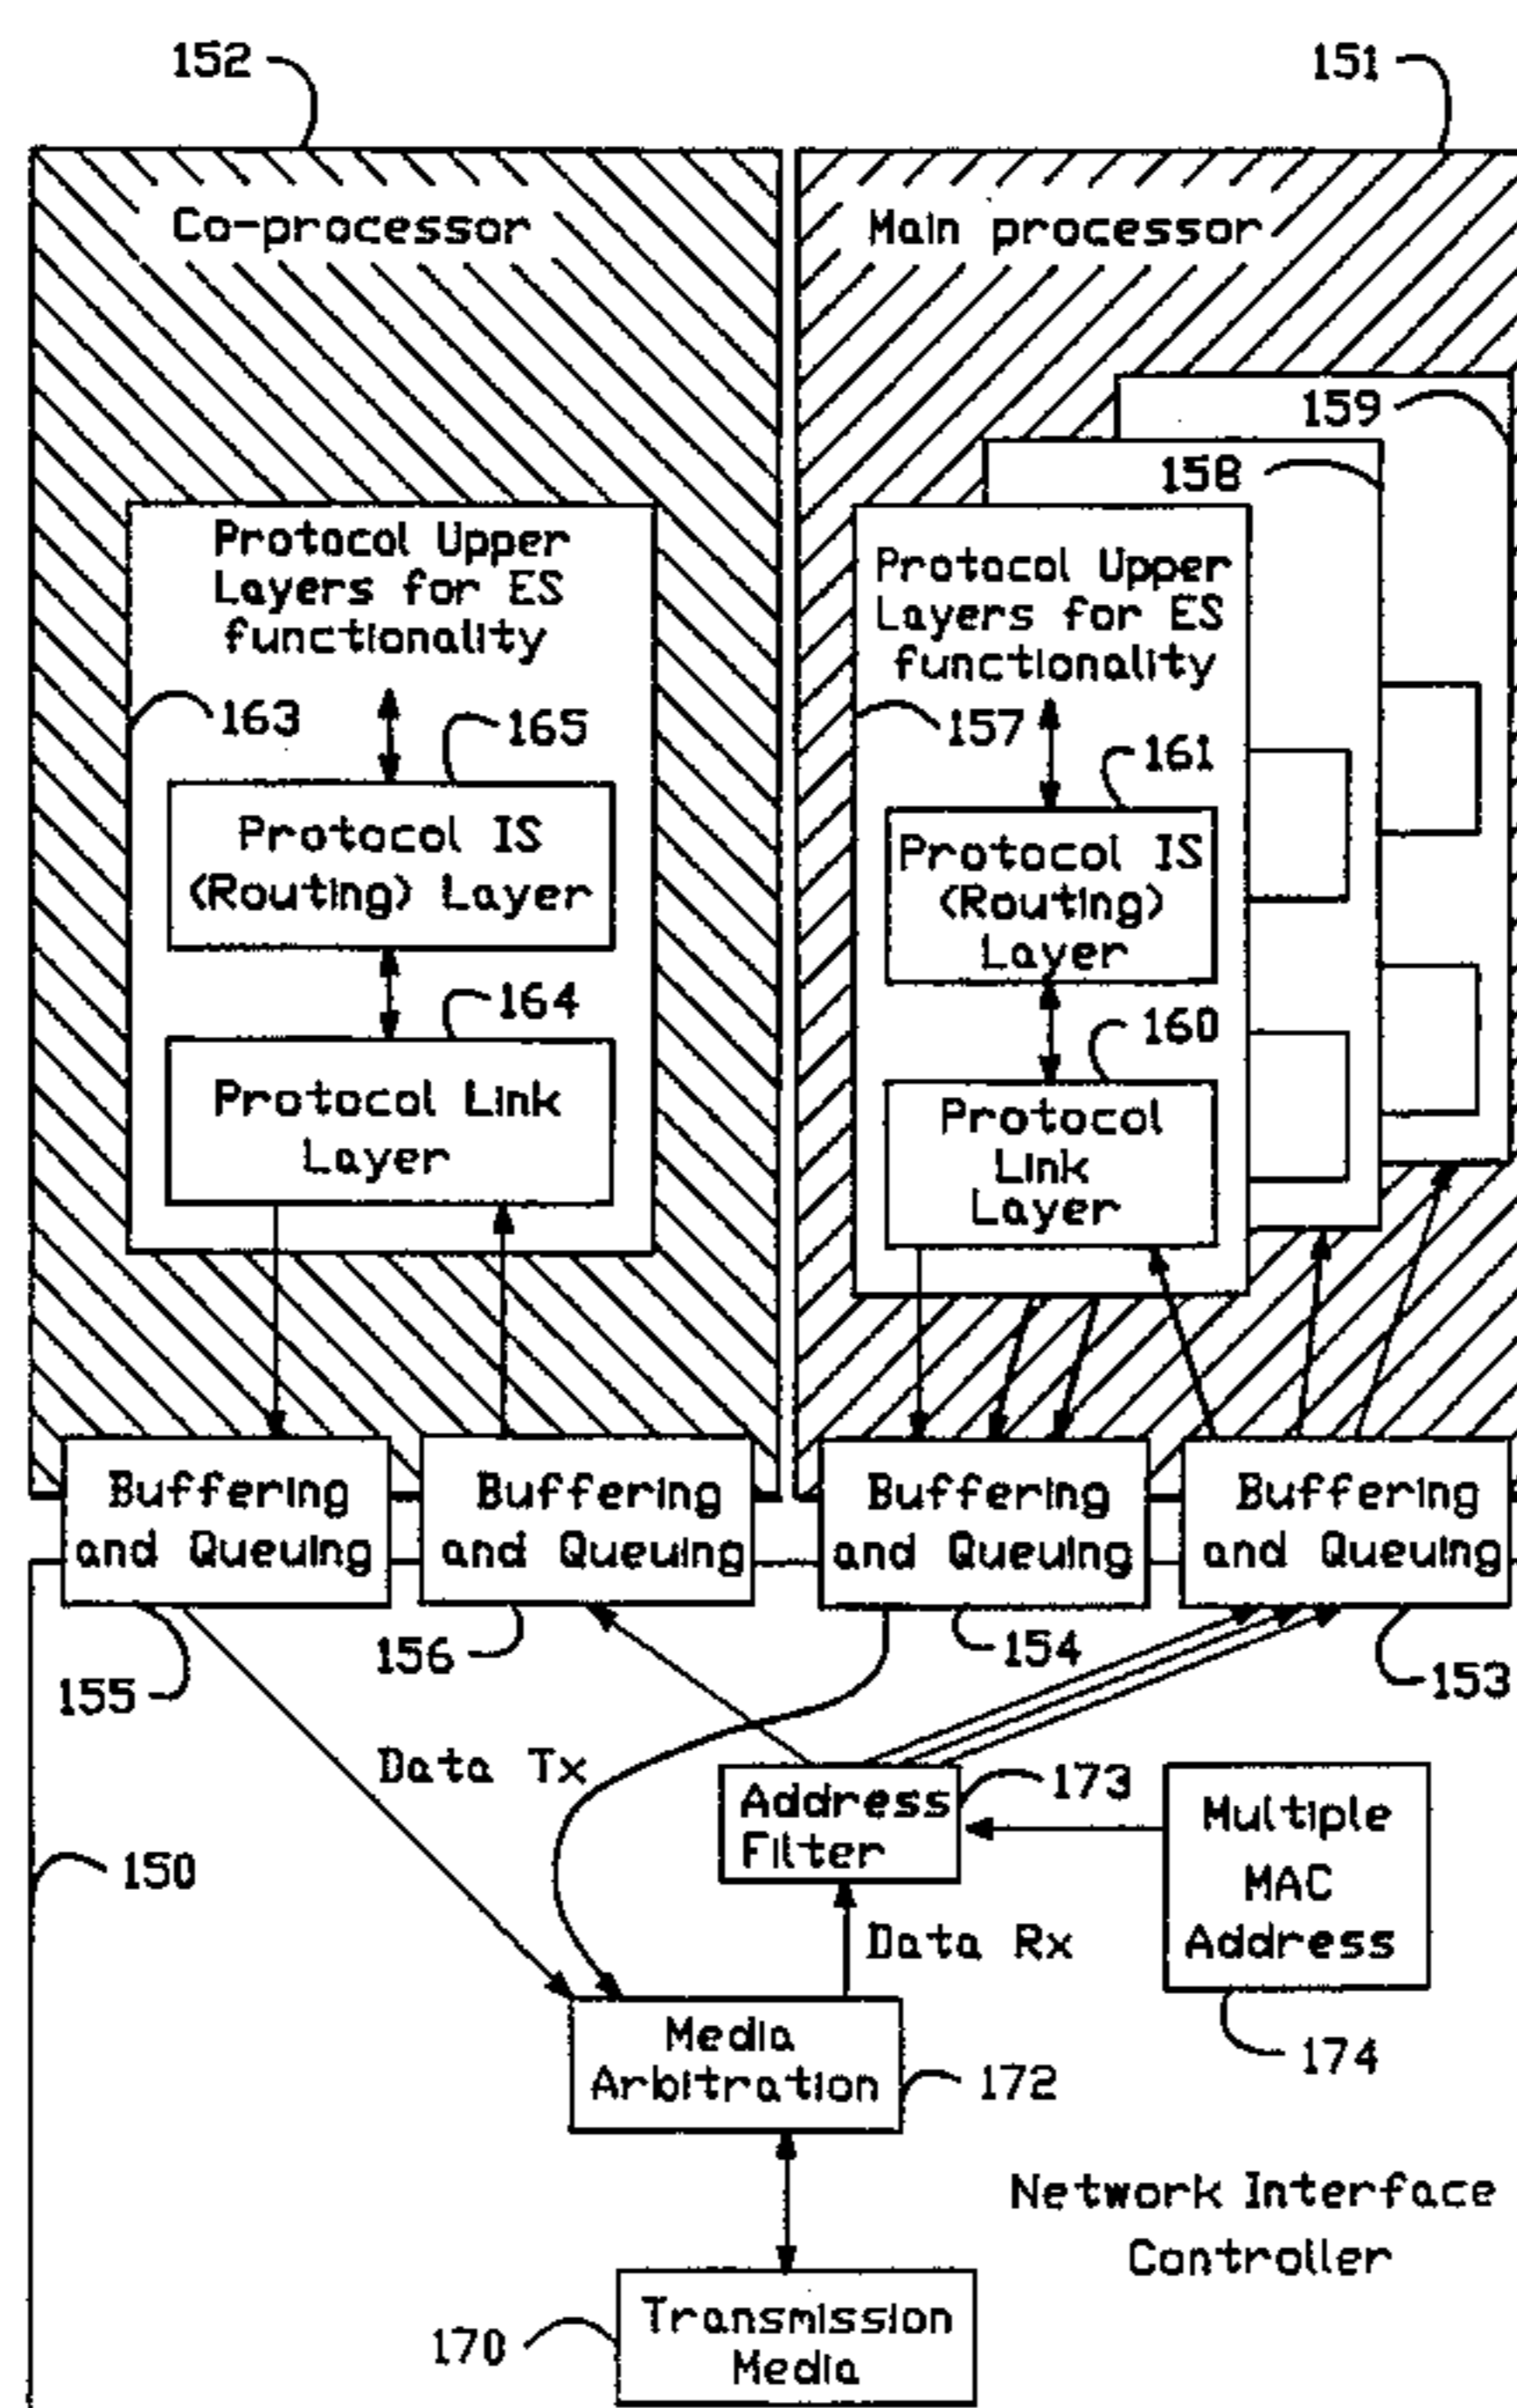 152
151
Co-processor
Main processor
159
158
Protocol Upper
Layers for ES
functionality
Protocol Upper
Layers for ES
functionality
163
165
157
161
Protocol IS
(Routing) Layer
Protocol IS
(Routing)
Layer
164
160
Protocol Link
Layer
Protocol
Link
Layer
Buffering
and Queuing
Buffering
and Queuing
Buffering
and Queuing
Buffering
and Queuing
155
156
154
153
Data Tx
Address
Filter
173
Multiple
MAC
Address
150
Data Rx
Media
Arbitration
172
174
Network Interface
Controller
170
Transmission
Media